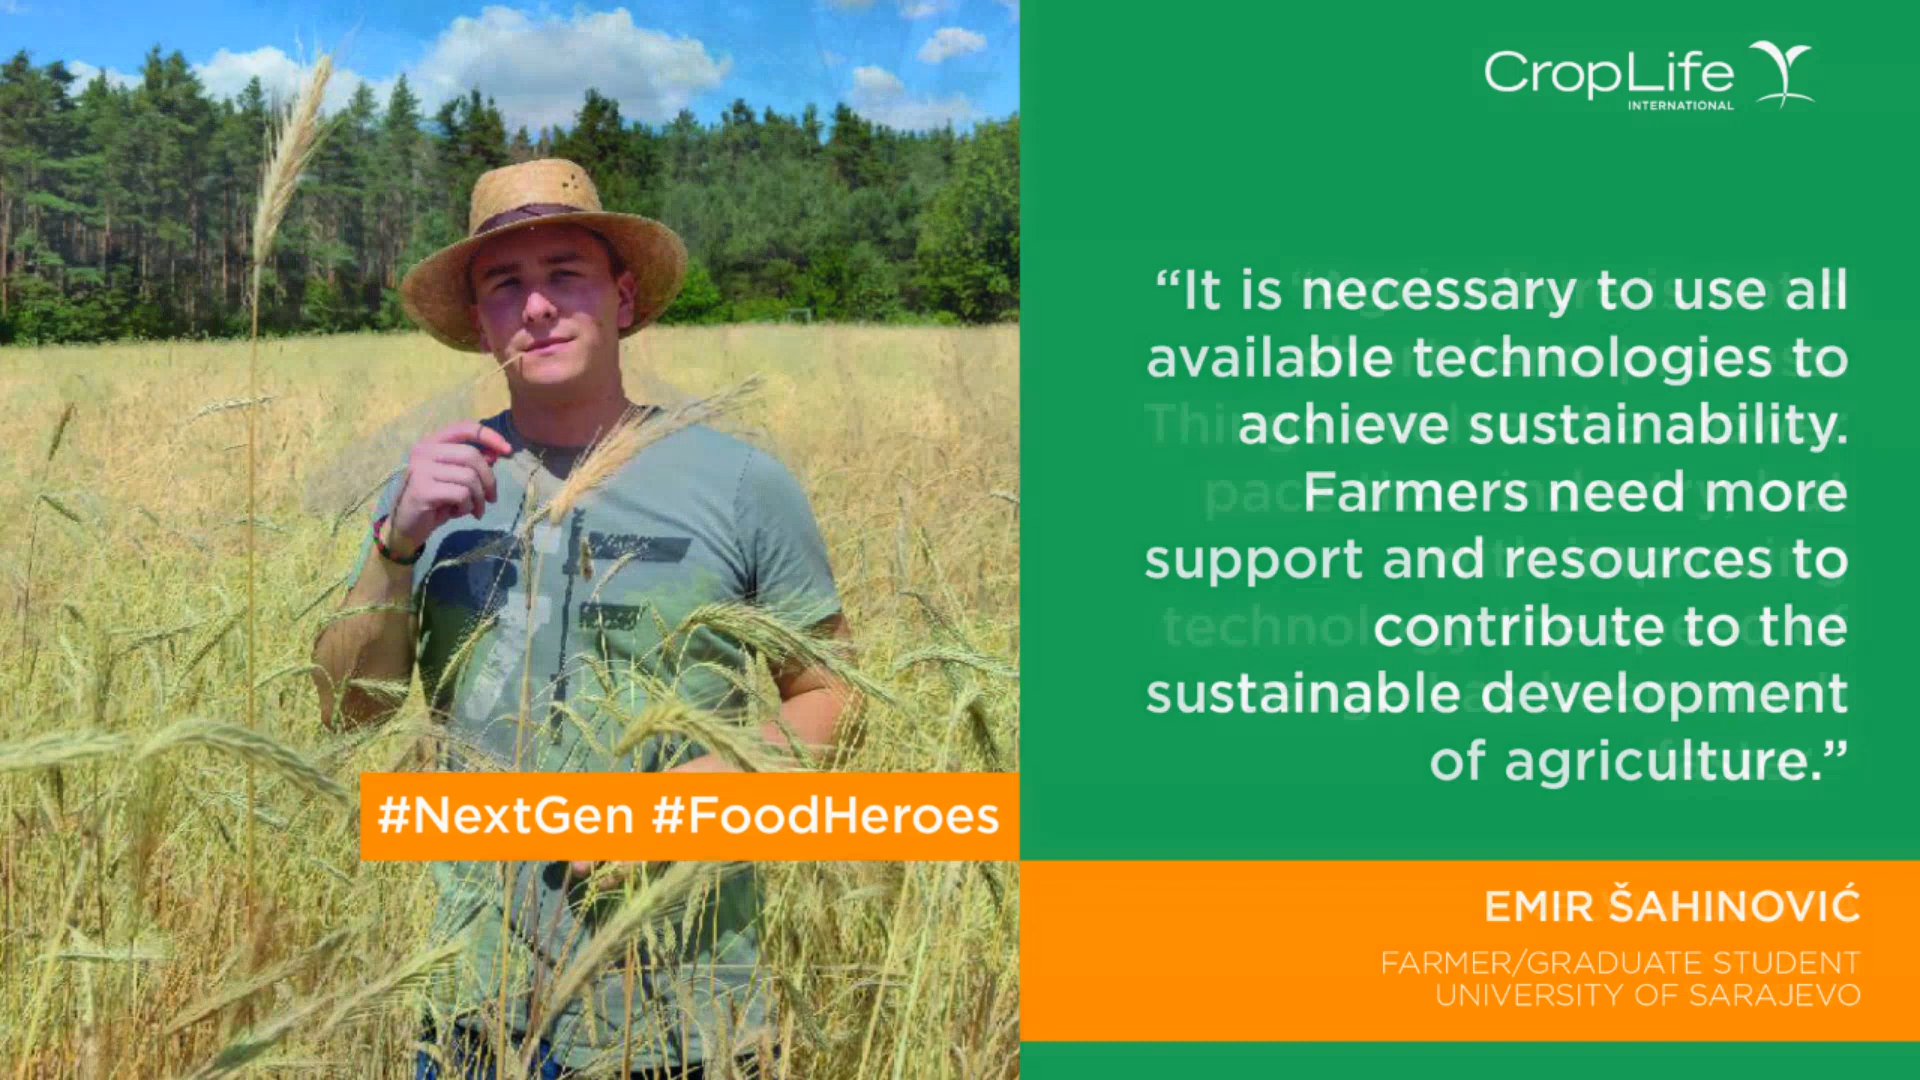 CropLife
INTERNATIONAL
“It is necessary to use all
available technologies to
achieve sustainability.
Farmers need more
support and resources to
contribute to the
sustainable development
of agriculture.”
#NextGen #FoodHeroes
EMIR ŠAHINOVIĆ
FARMER/GRADUATE STUDENT
UNIVERSITY OF SARAJEVO